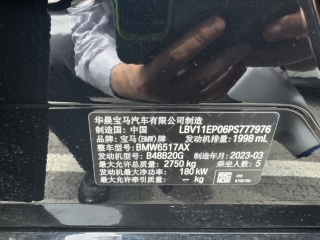 华晨宝马汽车有限公司制造
制造国: 中国 LBV11EP06PS777976
品牌: 宝马(BMW)牌 发动机排量: 1998 mL
整车型号: BMW6517AX
发动机型号: B48B20G 制造年月: 2023-03
最大允许总质量: 2750 kg 乘坐人数: 5
发动机最大净功率: 180 kW
最大允许牵引质量: — kg